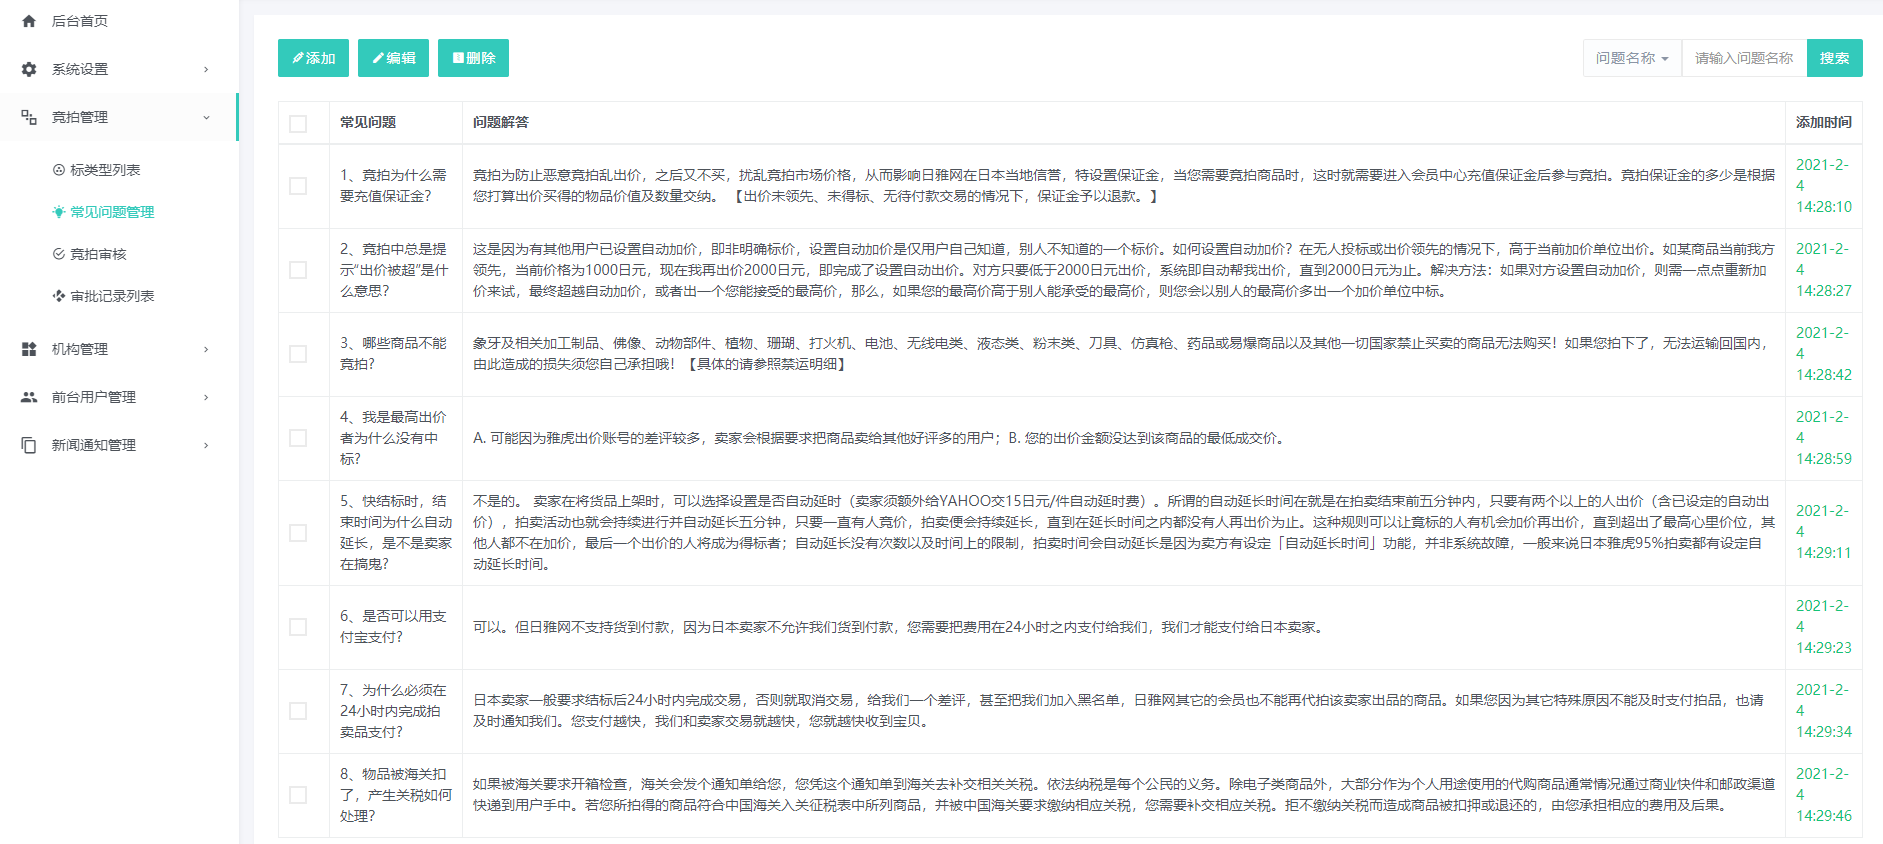 后台首页
系统设置
竞拍管理
标类型列表
常见问题管理
竞拍审核
审批记录列表
机构管理
前台用户管理
新闻通知管理
添加
编辑
删除
问题名称
请输入问题名称
搜索
常见问题
问题解答
添加时间
1、竞拍为什么需
要充值保证金？
竞拍为防止恶意竞拍乱出价，之后又不买，扰乱竞拍市场价格，从而影响日雅网在日本当地信誉，特设置保证金，当您需要竞拍商品时，这时就需要进入会员中心充值保证金后参与竞拍。竞拍保证金的多少是根据
您打算出价买得的物品价值及数量交纳。 【出价未领先、未得标、无待付款交易的情况下，保证金予以退款。】
2021-2-
4
14:28:10
2、竞拍中总是提
示“出价被超”是什
么意思？
这是因为有其他用户已设置自动加价，即非明确标价，设置自动加价是仅用户自己知道，别人不知道的一个标价。如何设置自动加价？在无人投标或出价领先的情况下，高于当前加价单位出价。如某商品当前我方
领先，当前价格为1000日元，现在我再出价2000日元，即完成了设置自动出价。对方只要低于2000日元出价，系统即自动帮我出价，直到2000日元为止。解决方法：如果对方设置自动加价，则需一点点重新加
价来试，最终超越自动加价，或者出一个您能接受的最高价，那么，如果您的最高价高于别人能承受的最高价，则您会以别人的最高价多出一个加价单位中标。
2021-2-
4
14:28:27
3、哪些商品不能
竞拍？
象牙及相关加工制品、佛像、动物部件、植物、珊瑚、打火机、电池、无线电类、液态类、粉末类、刀具、仿真枪、药品或易爆商品以及其他一切国家禁止买卖的商品无法购买！如果您拍下了，无法运输回国内，
由此造成的损失须您自己承担哦！【具体的请参照禁运明细】
2021-2-
4
14:28:42
4、我是最高出价
者为什么没有中
标？
A. 可能因为雅虎出价账号的差评较多，卖家会根据要求把商品卖给其他好评多的用户；B. 您的出价金额没达到该商品的最低成交价。
2021-2-
4
14:28:59
5、快结标时，结
束时间为什么自动
延长，是不是卖家
在搞鬼？
不是的。 卖家在将货品上架时，可以选择设置是否自动延时（卖家须额外给YAHOO交15日元/件自动延时费）。所谓的自动延长时间在就是在拍卖结束前五分钟内，只要有两个以上的人出价（含已设定的自动出
价），拍卖活动也就会持续进行并自动延长五分钟，只要一直有人竞价，拍卖便会持续延长，直到在延长时间之内都没有人再出价为止。这种规则可以让竞标的人有机会加价再出价，直到超出了最高心里价位，其
他人都不在加价，最后一个出价的人将成为得标者；自动延长没有次数以及时间上的限制，拍卖时间会自动延长是因为卖方有设定「自动延长时间」功能，并非系统故障，一般来说日本雅虎95%拍卖都有设定自
动延长时间。
2021-2-
4
14:29:11
6、是否可以用支
付宝支付？
可以。但日雅网不支持货到付款，因为日本卖家不允许我们货到付款，您需要把费用在24小时之内支付给我们，我们才能支付给日本卖家。
2021-2-
4
14:29:23
7、为什么必须在
24小时内完成拍
卖品支付？
日本卖家一般要求结标后24小时内完成交易，否则就取消交易，给我们一个差评，甚至把我们加入黑名单，日雅网其它的会员也不能再代拍该卖家出品的商品。如果您因为其它特殊原因不能及时支付拍品，也请
及时通知我们。您支付越快，我们和卖家交易就越快，您就越快收到宝贝。
2021-2-
4
14:29:34
8、物品被海关扣
了，产生关税如何
处理？
如果被海关要求开箱检查，海关会发个通知单给您，您凭这个通知单到海关去补交相关关税。依法纳税是每个公民的义务。除电子类商品外，大部分作为个人用途使用的代购商品通常情况通过商业快件和邮政渠道
快递到用户手中。若您所拍得的商品符合中国海关入关征税表中所列商品，并被中国海关要求缴纳相应关税，您需要补交相应关税。拒不缴纳关税而造成商品被扣押或退还的，由您承担相应的费用及后果。
2021-2-
4
14:29:46